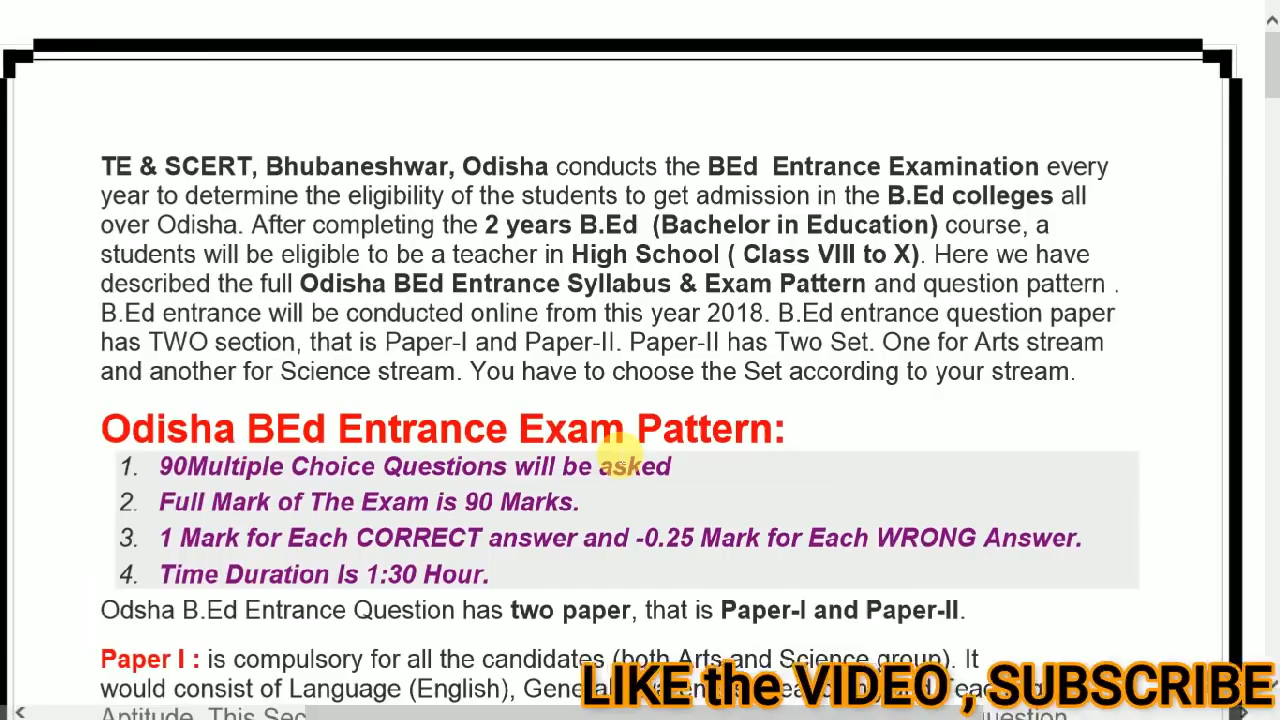 TE & SCERT, Bhubaneshwar, Odisha conducts the BEd Entrance Examination every
year to determine the eligibility of the students to get admission in the B.Ed colleges all
over Odisha. After completing the 2 years B.Ed (Bachelor in Education) course, a
students will be eligible to be a teacher in High School ( Class VIII to X). Here we have
described the full Odisha BEd Entrance Syllabus & Exam Pattern and question pattern .
B.Ed entrance will be conducted online from this year 2018. B.Ed entrance question paper
has TWO section, that is Paper-I and Paper-II. Paper-II has Two Set. One for Arts stream
and another for Science stream. You have to choose the Set according to your stream.
Odisha BEd Entrance Exam Pattern:
1. 90Multiple Choice Questions will be asked
2. Full Mark of The Exam is 90 Marks.
3. 1 Mark for Each CORRECT answer and -0.25 Mark for Each WRONG Answer.
4. Time Duration Is 1:30 Hour.
Odsha B.Ed Entrance Question has two paper, that is Paper-I and Paper-II.
Paper I : is compulsory for all the candidates (both Arts and Science group). It
would consist of Language (English),
Aptitude. This
LIKE the VIDEO , SUBSCRIBE